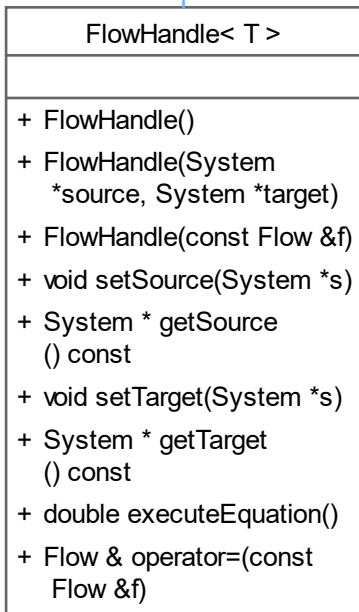 FlowHandle< T >
+ FlowHandle()
+ FlowHandle(System
*source, System *target)
+ FlowHandle(const Flow &f)
+ void setSource(System *s)
+ System * getSource
() const
+ void setTarget(System *s)
+ System * getTarget
() const
+ double executeEquation()
+ Flow & operator=(const
Flow &f)